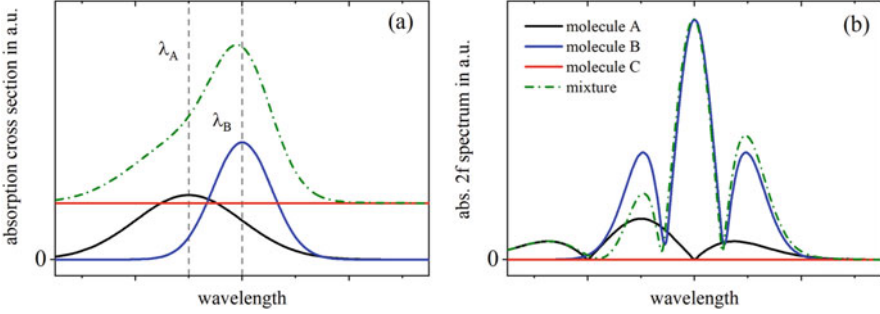 absorption cross section in a.u.
0
λA
λB
(a)
wavelength
abs. 2f spectrum in a.u.
0
molecule A
molecule B
molecule C
mixture
(b)
wavelength